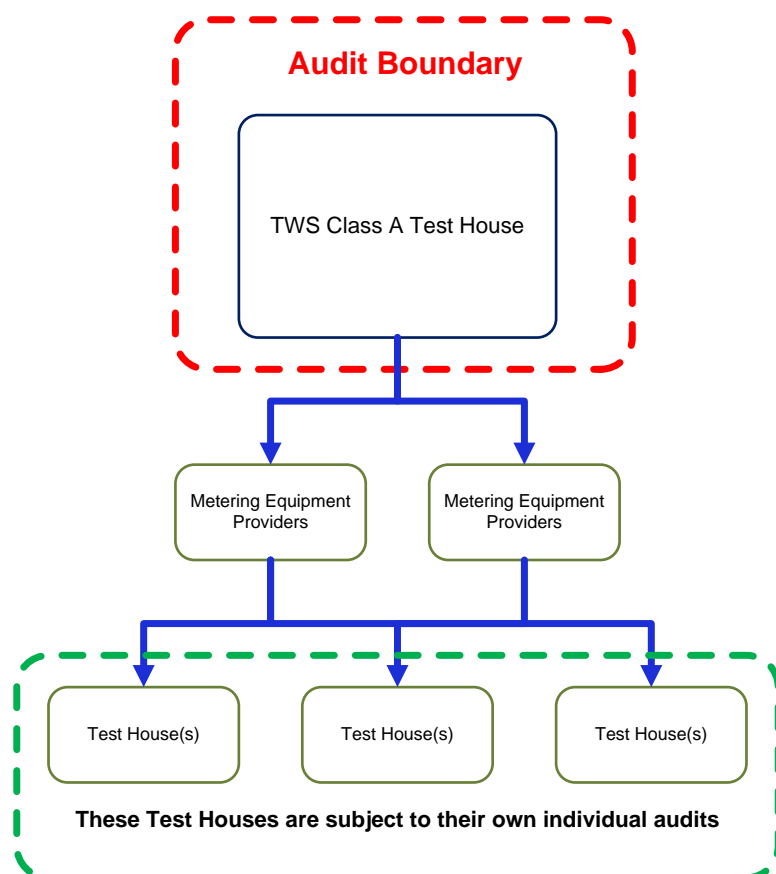 Audit Boundary
TWS Class A Test House
Metering Equipment
Providers
Metering Equipment
Providers
Test House(s)
Test House(s)
Test House(s)
These Test Houses are subject to their own individual audits